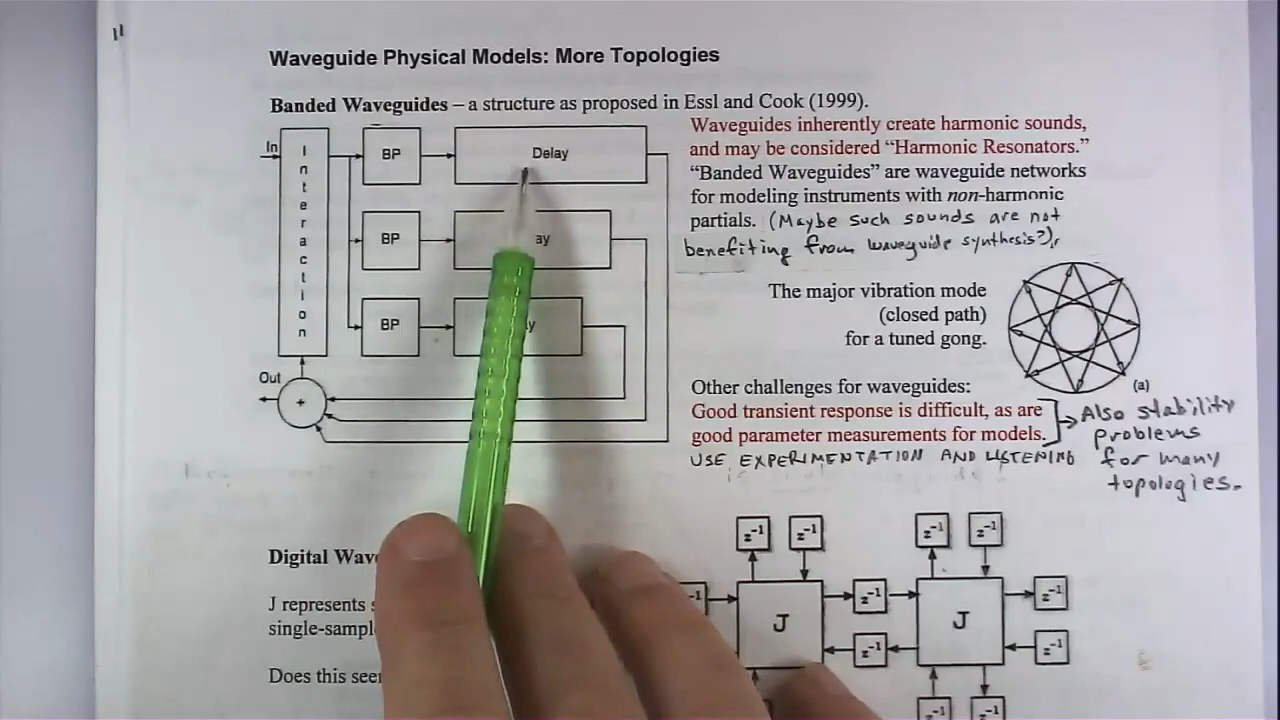 11
Waveguide Physical Models: More Topologies
Banded Waveguides – a structure as proposed in Essl and Cook (1999).
In
Interaction
BP
Delay
BP
ay
BP
y
Out
+
Waveguides inherently create harmonic sounds,
and may be considered “Harmonic Resonators.”
“Banded Waveguides” are waveguide networks
for modeling instruments with non-harmonic
partials. (Maybe such sounds are not
benefiting from waveguide synthesis?).
The major vibration mode
(closed path)
for a tuned gong.
(a)
Other challenges for waveguides:
Good transient response is difficult, as are
good parameter measurements for models.
USE EXPERIMENTATION AND LISTENING
Also stability
problems
for many
topologies.
Digital Wav
J represents
single-sampl
Does this see
z⁻¹ z⁻¹ z⁻¹ z⁻¹
-1 J z⁻¹ J z⁻¹
z⁻¹ z⁻¹
z⁻¹ z⁻¹